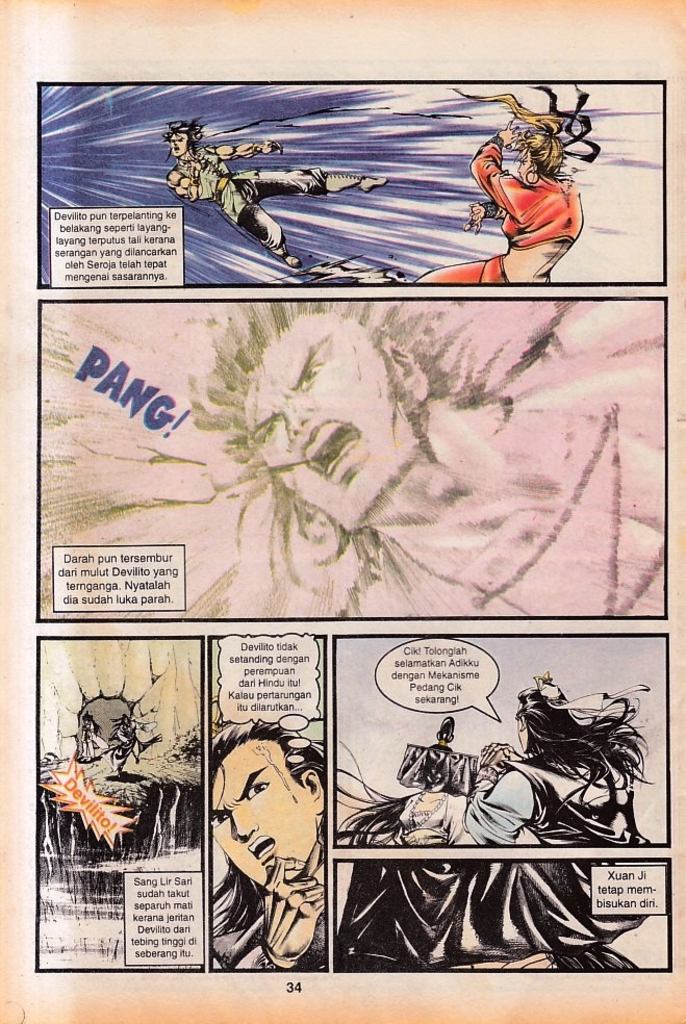 Devilito pun terpelanting ke
belakang seperti layang-
layang terputus tali kerana
serangan yang dilancarkan
oleh Seroja telah tepat
mengenai sasarannya.
PANG!
Darah pun tersembur
dari mulut Devilito yang
ternganga. Nyatalah
dia sudah luka parah.
Devilito!
Sang Lir Sari
sudah takut
separuh mati
kerana jeritan
Devilito dari
tebing tinggi di
seberang itu.
Devilito tidak
setanding dengan
perempuan
dari Hindu itu!
Kalau pertarungan
itu dilarutkan...
Cik! Tolonglah
selamatkan Adikku
dengan Mekanisme
Pedang Cik
sekarang!
Xuan Ji
tetap mem-
bisukan diri.
34